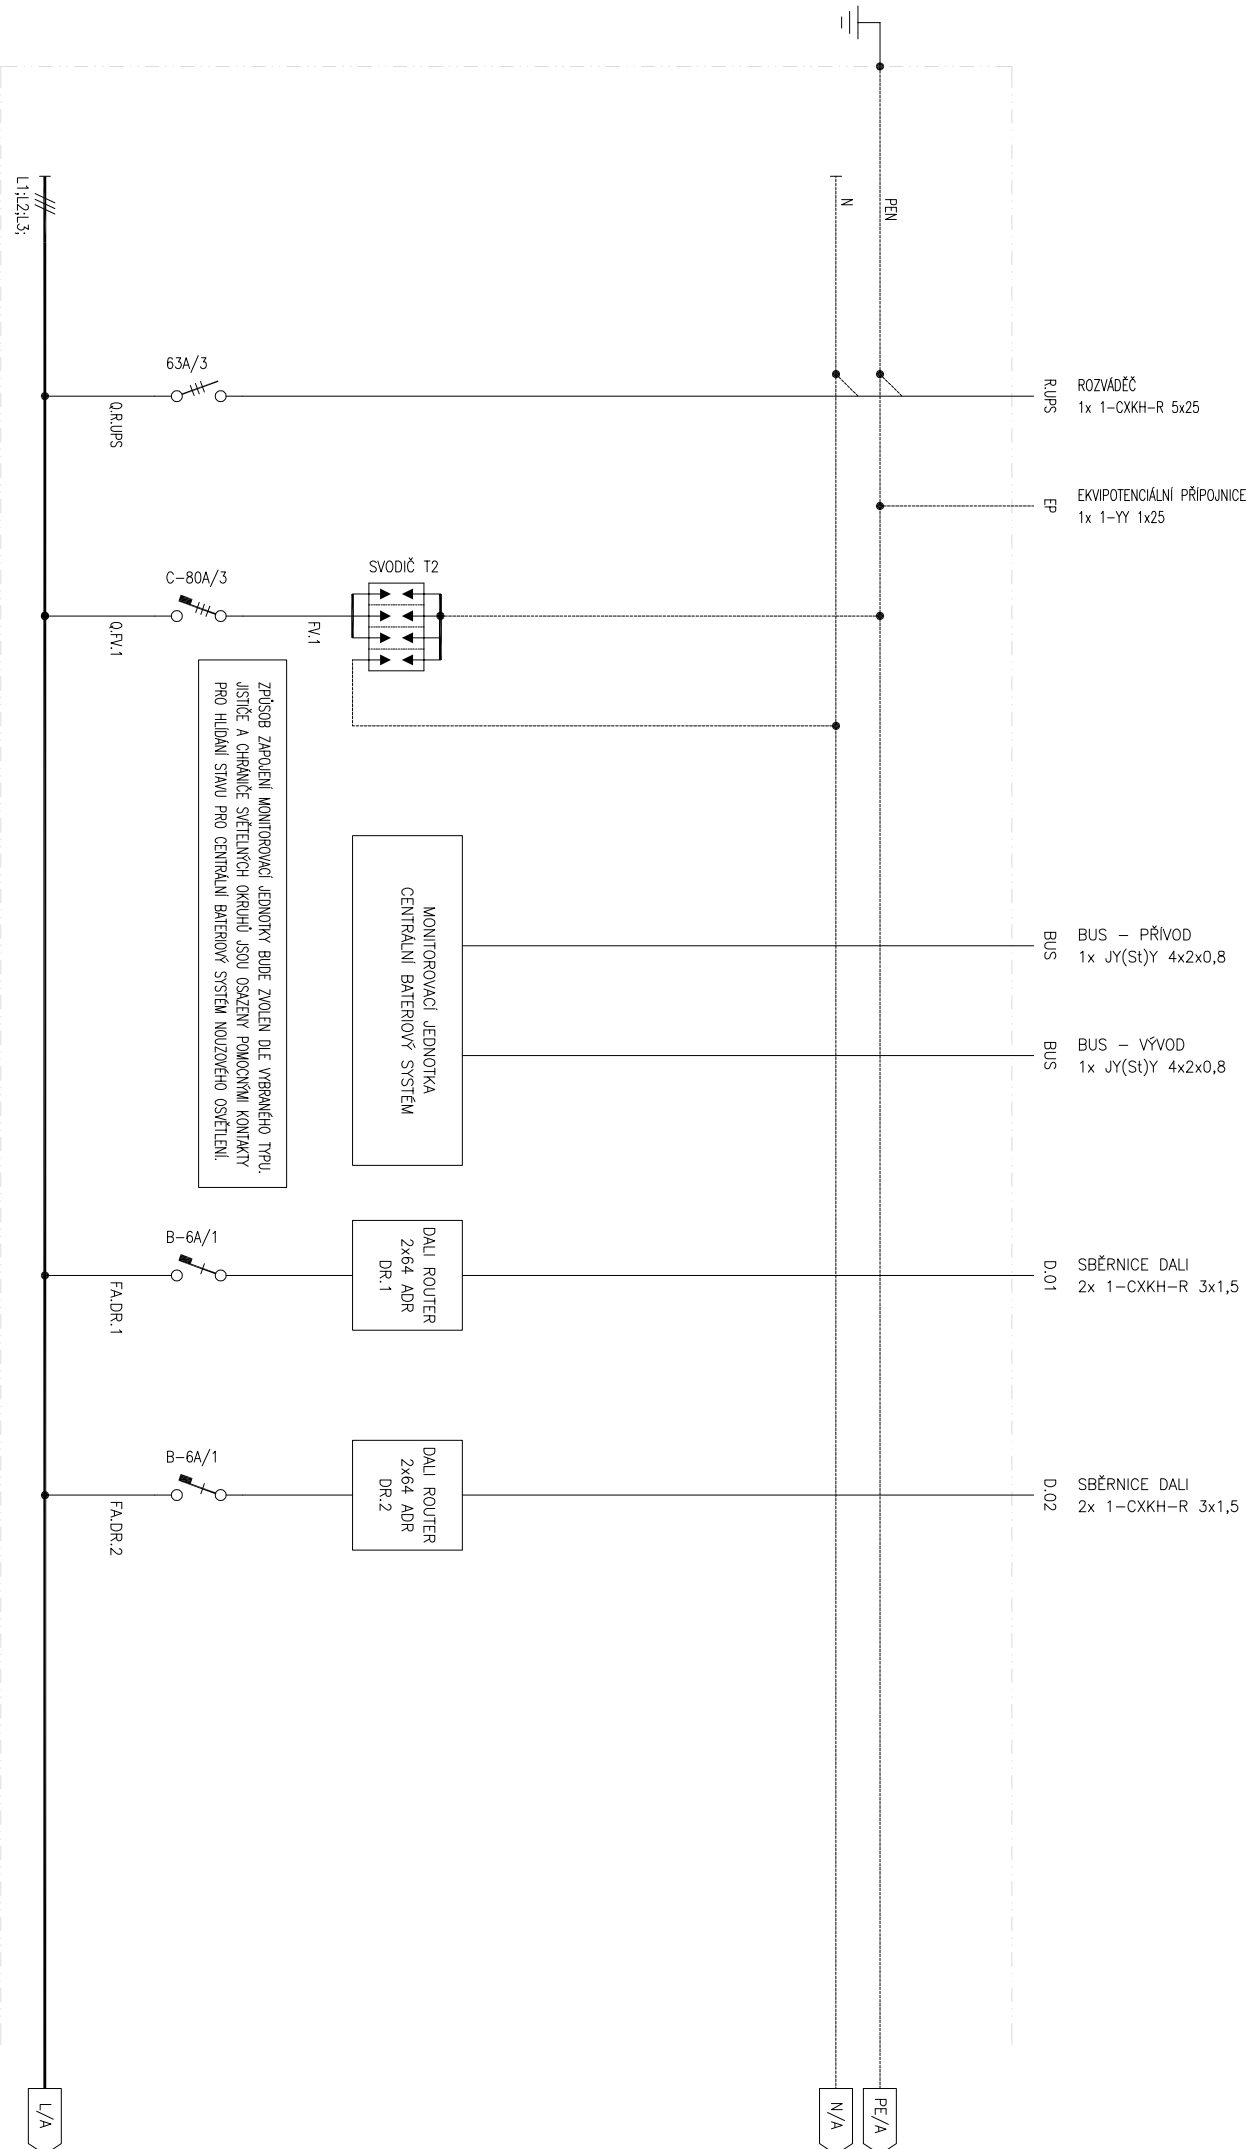 L1;L2;L3;
N
PEN
63A/3
Q.R.UPS
R.UPS
ROZVÁDĚČ
1x 1-CXKH-R 5x25
EP
EKVIPOTENCIÁLNÍ PŘÍPOJNICE
1x 1-YY 1x25
C-80A/3
Q.FV.1
FV.1
SVODIČ T2
ZPŮSOB ZAPOJENÍ MONITOROVACÍ JEDNOTKY BUDE ZVOLEN DLE VYBRANÉHO TYPU.
JISTIČE A CHRÁNIČE SVĚTELNÝCH OKRUHŮ JSOU OSAZENY POMOCNÝMI KONTAKTY
PRO HLÍDÁNÍ STAVU PRO CENTRÁLNÍ BATERIOVÝ SYSTÉM NOUZOVÉHO OSVĚTLENÍ.
MONITOROVACÍ JEDNOTKA
CENTRÁLNÍ BATERIOVÝ SYSTÉM
BUS
BUS - PŘÍVOD
1x JY(St)Y 4x2x0,8
BUS
BUS - VÝVOD
1x JY(St)Y 4x2x0,8
B-6A/1
FA.DR.1
DALI ROUTER
2x64 ADR
DR.1
D.01
SBĚRNICE DALI
2x 1-CXKH-R 3x1,5
B-6A/1
FA.DR.2
DALI ROUTER
2x64 ADR
DR.2
D.02
SBĚRNICE DALI
2x 1-CXKH-R 3x1,5
L/A
N/A
PE/A